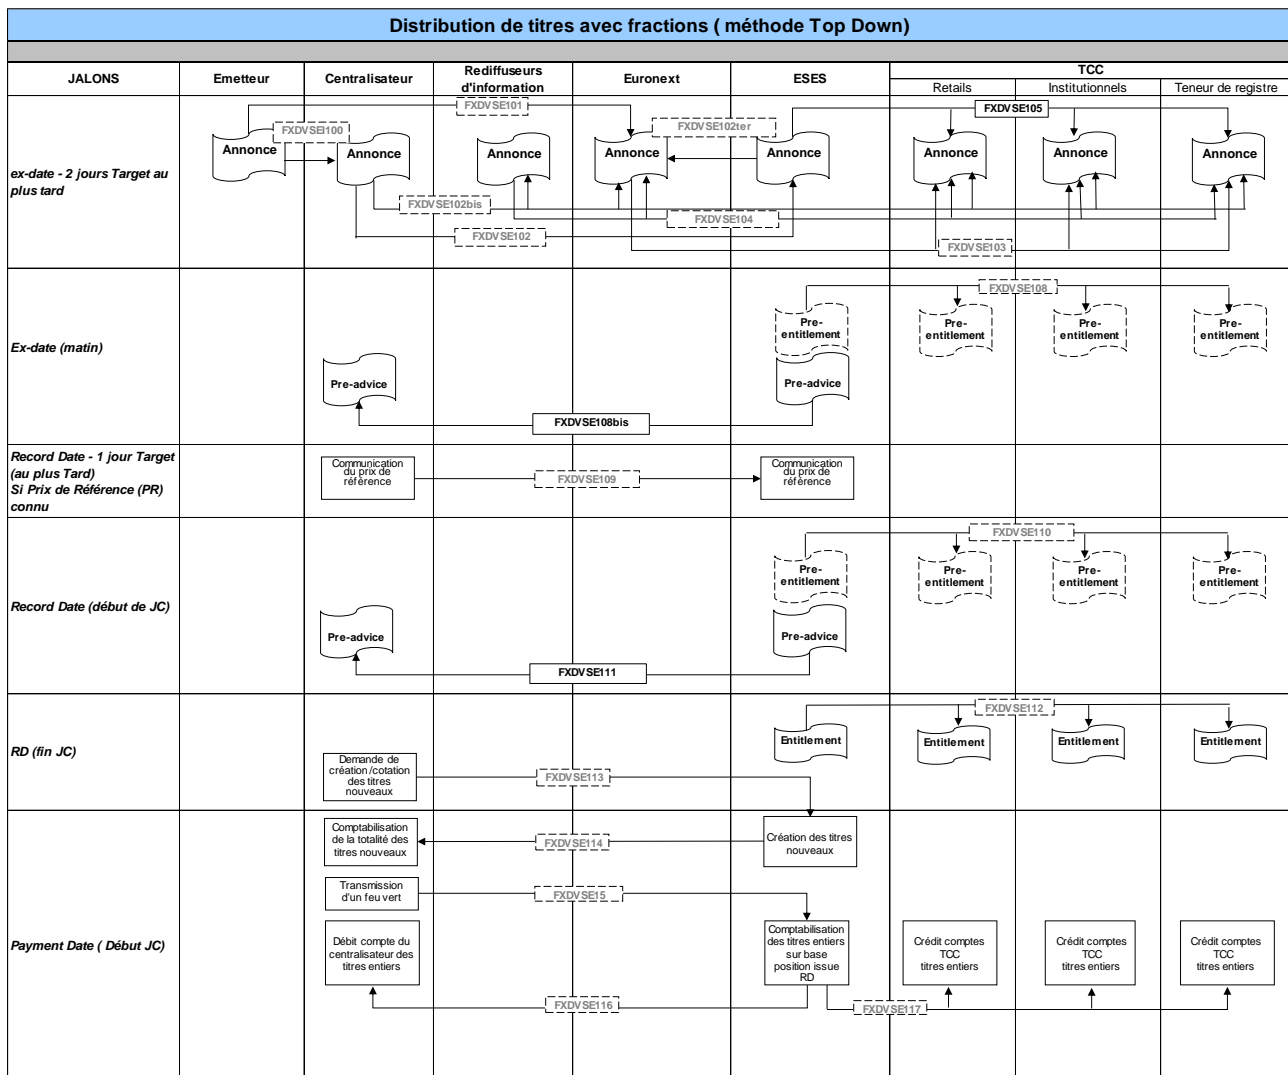 Distribution de titres avec fractions ( méthode Top Down)
JALONS
Emetteur
Centralisateur
Rediffuseurs
d'information
Euronext
ESES
TCC
Retails
Institutionnels
Teneur de registre
ex-date - 2 jours Target au
plus tard
FXDVSE101
FXDVSE105
FXDVSEI100
FXDVSE102ter
Annonce
Annonce
Annonce
Annonce
Annonce
Annonce
Annonce
Annonce
FXDVSE102bis
FXDVSE104
FXDVSE102
FXDVSE103
Ex-date (matin)
FXDVSE108
Pre-
entitlement
Pre-
entitlement
Pre-
entitlement
Pre-
entitlement
Pre-advice
Pre-advice
FXDVSE108bis
Record Date - 1 jour Target
(au plus Tard)
Si Prix de Référence (PR)
connu
Communication
du prix de
référence
FXDVSE109
Communication
du prix de
référence
Record Date (début de JC)
FXDVSE110
Pre-
entitlement
Pre-
entitlement
Pre-
entitlement
Pre-
entitlement
Pre-advice
Pre-advice
FXDVSE111
RD (fin JC)
FXDVSE112
Entitlement
Entitlement
Entitlement
Entitlement
Demande de
création/cotation
des titres
nouveaux
FXDVSE113
Payment Date ( Début JC)
Comptabilisation
de la totalité des
titres nouveaux
FXDVSE114
Création des titres
nouveaux
Transmission
d'un feu vert
FXDVSE15
Débit compte du
centralisateur des
titres entiers
Comptabilisation
des titres entiers
sur base
position issue
RD
Crédit comptes
TCC
titres entiers
Crédit comptes
TCC
titres entiers
Crédit comptes
TCC
titres entiers
FXDVSE116
FXDVSE117